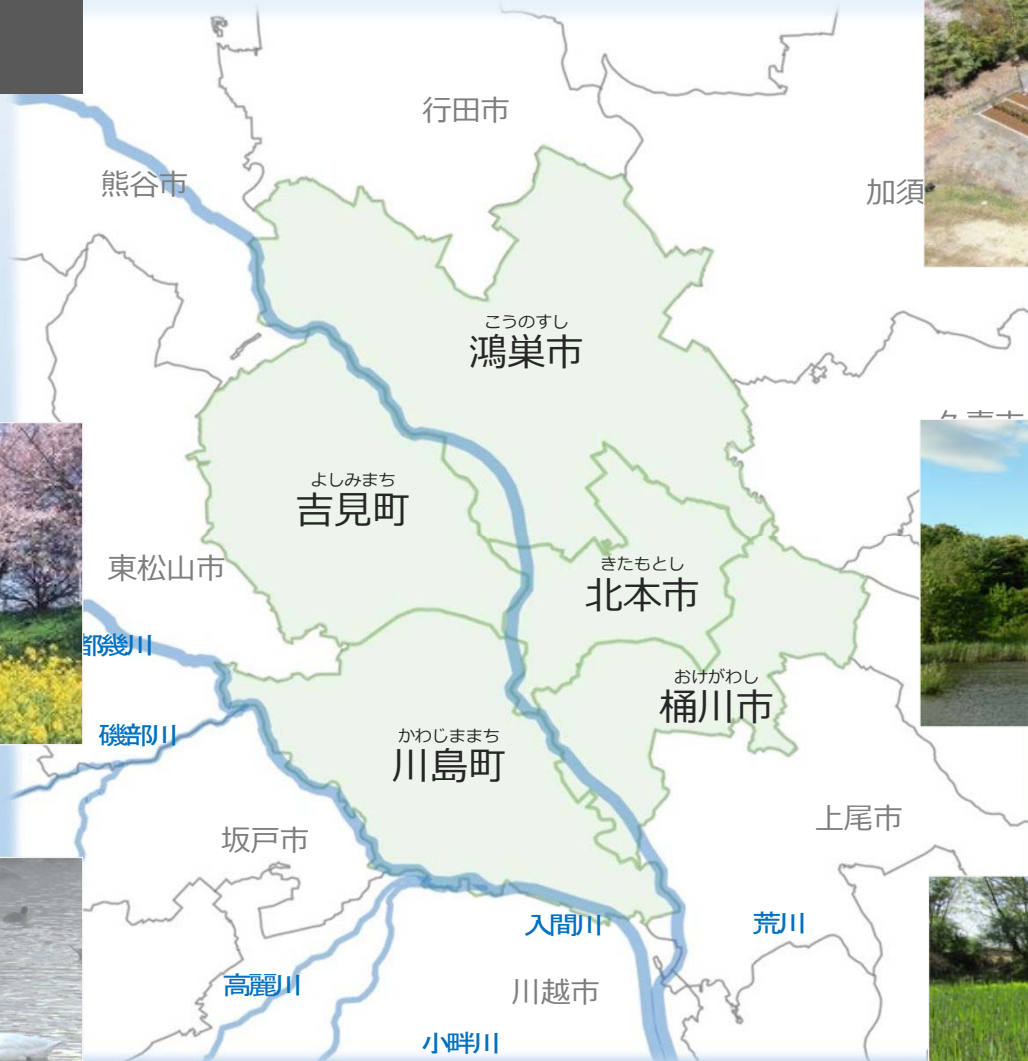 行田市
熊谷市
加須
こうのすし
鴻巣市
よしみまち
吉見町
東松山市
きたもとし
北本市
都幾川
おけがわし
桶川市
磯部川
かわじままち
川島町
上尾市
坂戸市
入間川
荒川
高麗川
川越市
小畔川